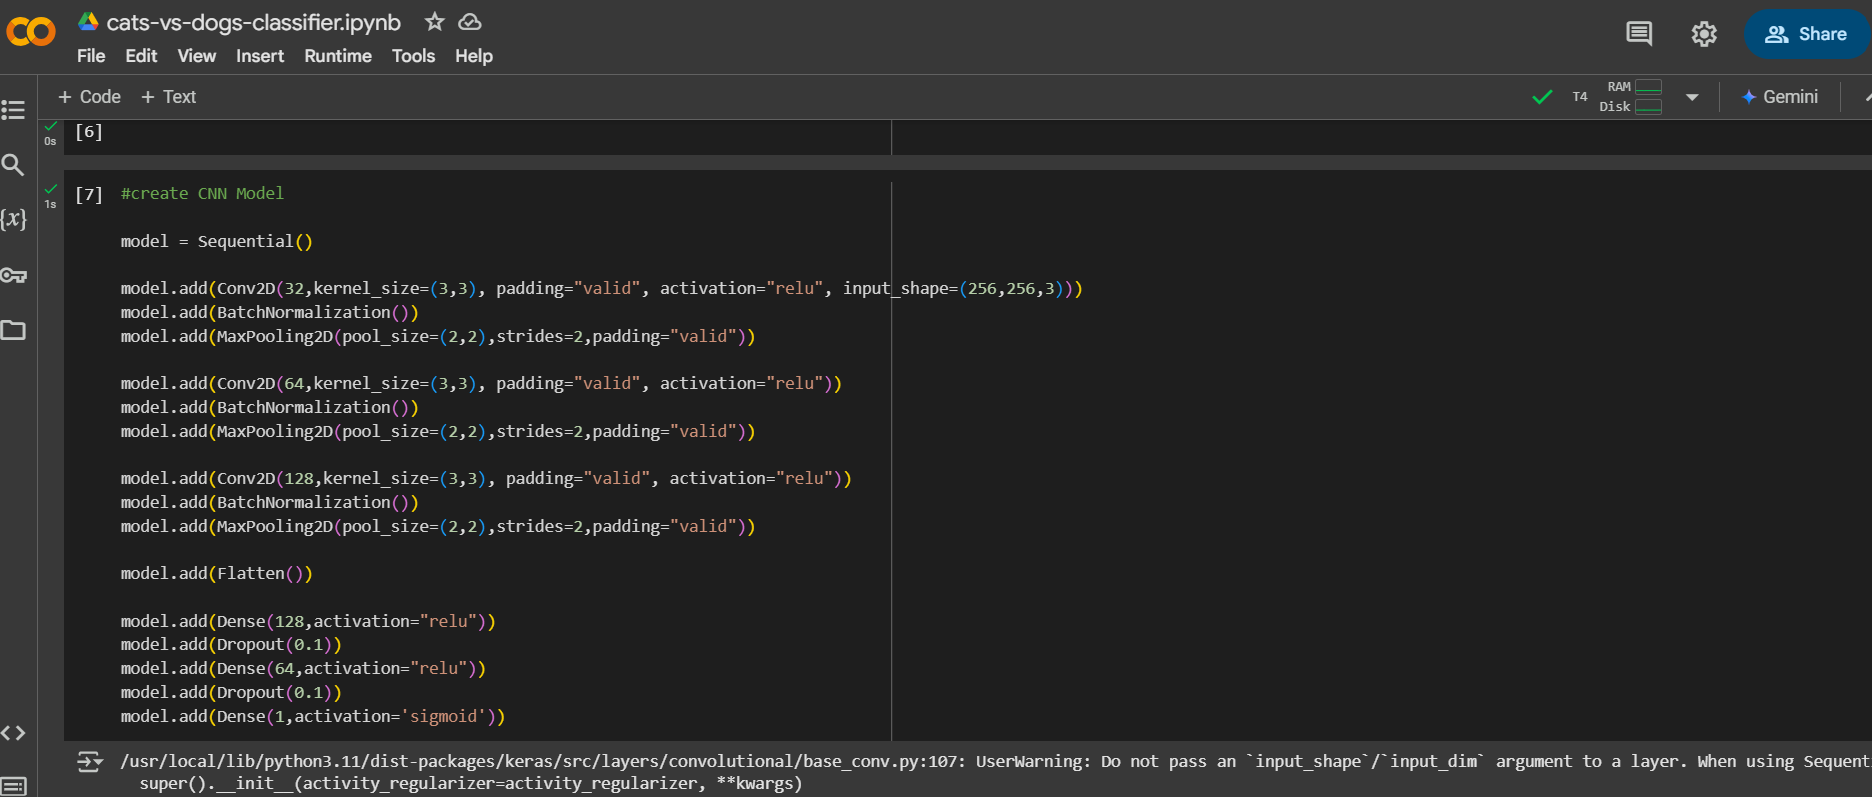 cats-vs-dogs-classifier.ipynb
File Edit View Insert Runtime Tools Help
Share
+ Code + Text
T4 RAM Disk
Gemini
0s [6]
1s [7] #create CNN Model
model = Sequential()
model.add(Conv2D(32,kernel_size=(3,3), padding="valid", activation="relu", input_shape=(256,256,3)))
model.add(BatchNormalization())
model.add(MaxPooling2D(pool_size=(2,2),strides=2,padding="valid"))
model.add(Conv2D(64,kernel_size=(3,3), padding="valid", activation="relu"))
model.add(BatchNormalization())
model.add(MaxPooling2D(pool_size=(2,2),strides=2,padding="valid"))
model.add(Conv2D(128,kernel_size=(3,3), padding="valid", activation="relu"))
model.add(BatchNormalization())
model.add(MaxPooling2D(pool_size=(2,2),strides=2,padding="valid"))
model.add(Flatten())
model.add(Dense(128,activation="relu"))
model.add(Dropout(0.1))
model.add(Dense(64,activation="relu"))
model.add(Dropout(0.1))
model.add(Dense(1,activation='sigmoid'))
/usr/local/lib/python3.11/dist-packages/keras/src/layers/convolutional/base_conv.py:107: UserWarning: Do not pass an `input_shape`/`input_dim` argument to a layer. When using Sequenti
super().__init__(activity_regularizer=activity_regularizer, **kwargs)